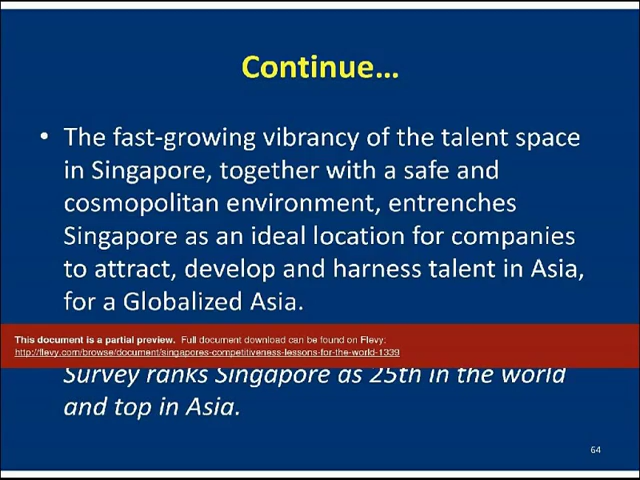 Continue...
• The fast-growing vibrancy of the talent space
in Singapore, together with a safe and
cosmopolitan environment, entrenches
Singapore as an ideal location for companies
to attract, develop and harness talent in Asia,
for a Globalized Asia.
This document is a partial preview. Full document download can be found on Flevy:
http://flevy.com/browse/document/singapores-competitiveness-lessons-for-the-world-1339
Survey ranks Singapore as 25th in the world
and top in Asia.
64